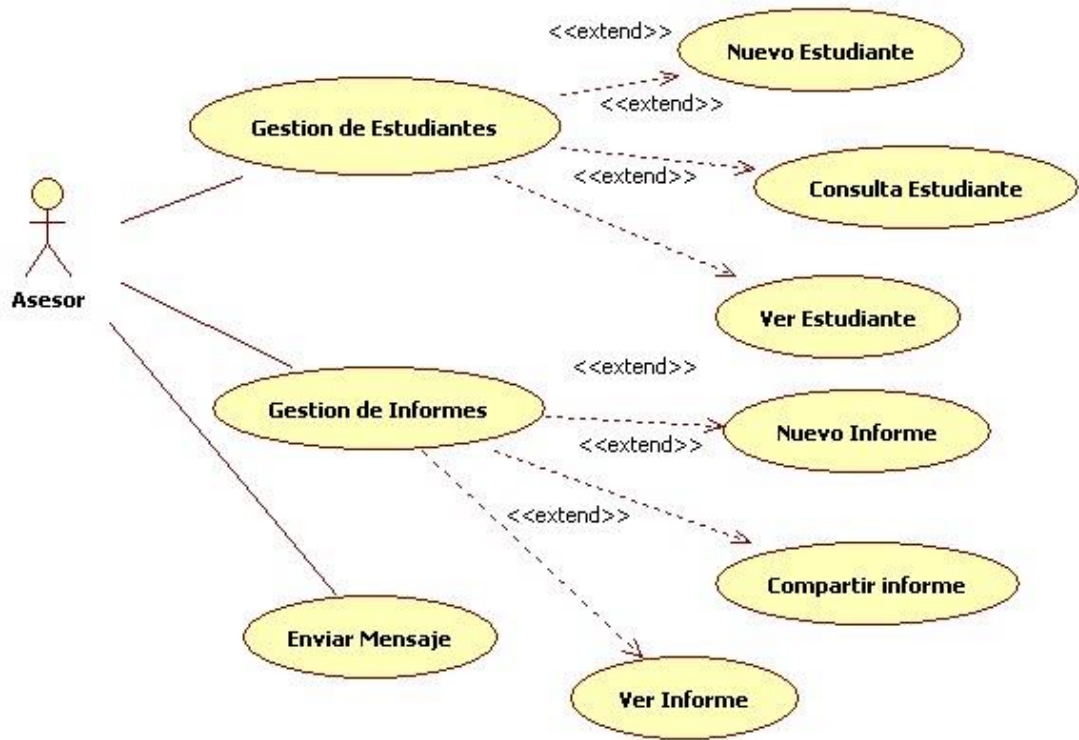 <<extend>>
Nuevo Estudiante
<<extend>>
Gestion de Estudiantes
<<extend>>
Consulta Estudiante
Asesor
Ver Estudiante
<<extend>>
Gestion de Informes
Nuevo Informe
<<extend>>
<<extend>>
Compartir informe
Enviar Mensaje
Ver Informe